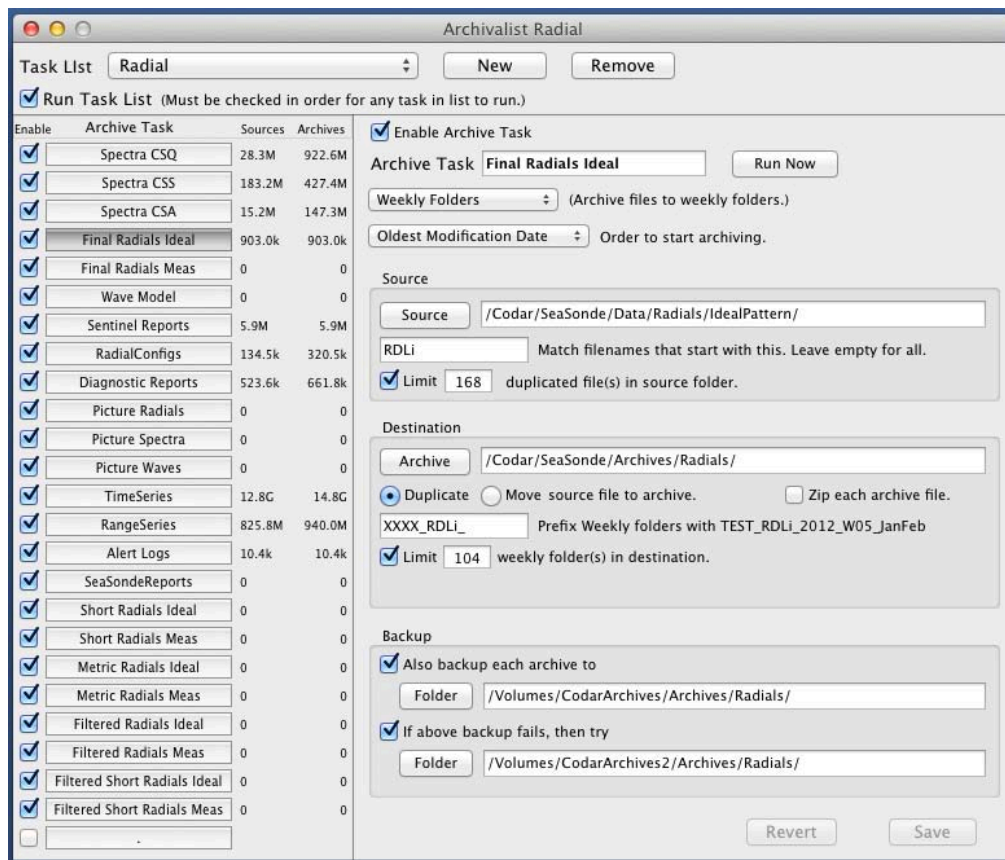 Archivalist Radial
Task LIst Radial New Remove
Run Task List (Must be checked in order for any task in list to run.)
Enable Archive Task Sources Archives
Spectra CSQ 28.3M 922.6M
Spectra CSS 183.2M 427.4M
Spectra CSA 15.2M 147.3M
Final Radials Ideal 903.0k 903.0k
Final Radials Meas 0 0
Wave Model 0 0
Sentinel Reports 5.9M 5.9M
RadialConfigs 134.5k 320.5k
Diagnostic Reports 523.6k 661.8k
Picture Radials 0 0
Picture Spectra 0 0
Picture Waves 0 0
TimeSeries 12.8G 14.8G
RangeSeries 825.8M 940.0M
Alert Logs 10.4k 10.4k
SeaSondeReports 0 0
Short Radials Ideal 0 0
Short Radials Meas 0 0
Metric Radials Ideal 0 0
Metric Radials Meas 0 0
Filtered Radials Ideal 0 0
Filtered Radials Meas 0 0
Filtered Short Radials Ideal 0 0
Filtered Short Radials Meas 0 0
.
Enable Archive Task
Archive Task Final Radials Ideal Run Now
Weekly Folders (Archive files to weekly folders.)
Oldest Modification Date Order to start archiving.
Source
Source /Codar/SeaSonde/Data/Radials/IdealPattern/
RDLi Match filenames that start with this. Leave empty for all.
Limit 168 duplicated file(s) in source folder.
Destination
Archive /Codar/SeaSonde/Archives/Radials/
Duplicate Move source file to archive. Zip each archive file.
XXXX_RDLi_ Prefix Weekly folders with TEST_RDLi_2012_W05_JanFeb
Limit 104 weekly folder(s) in destination.
Backup
Also backup each archive to
Folder /Volumes/CodarArchives/Archives/Radials/
If above backup fails, then try
Folder /Volumes/CodarArchives2/Archives/Radials/
Revert Save